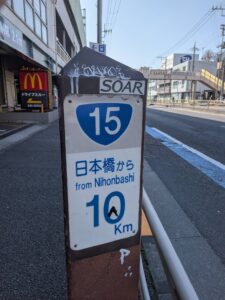 SOAR
15
日本橋から
from Nihonbashi
10
Km
P